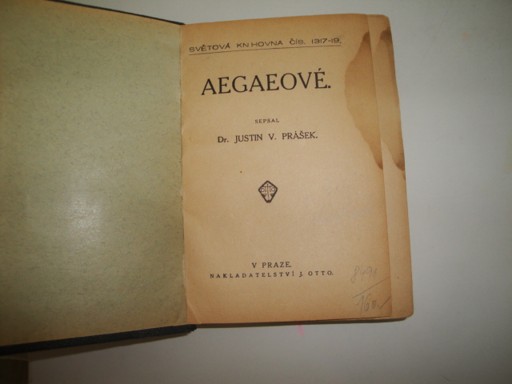 SVĚTOVÁ KNIHOVNA ČÍS. 1317-19.
AEGAEOVÉ.
SEPSAL
Dr. JUSTIN V. PRÁŠEK.
V PRAZE.
NAKLADATELSTVÍ J. OTTO.